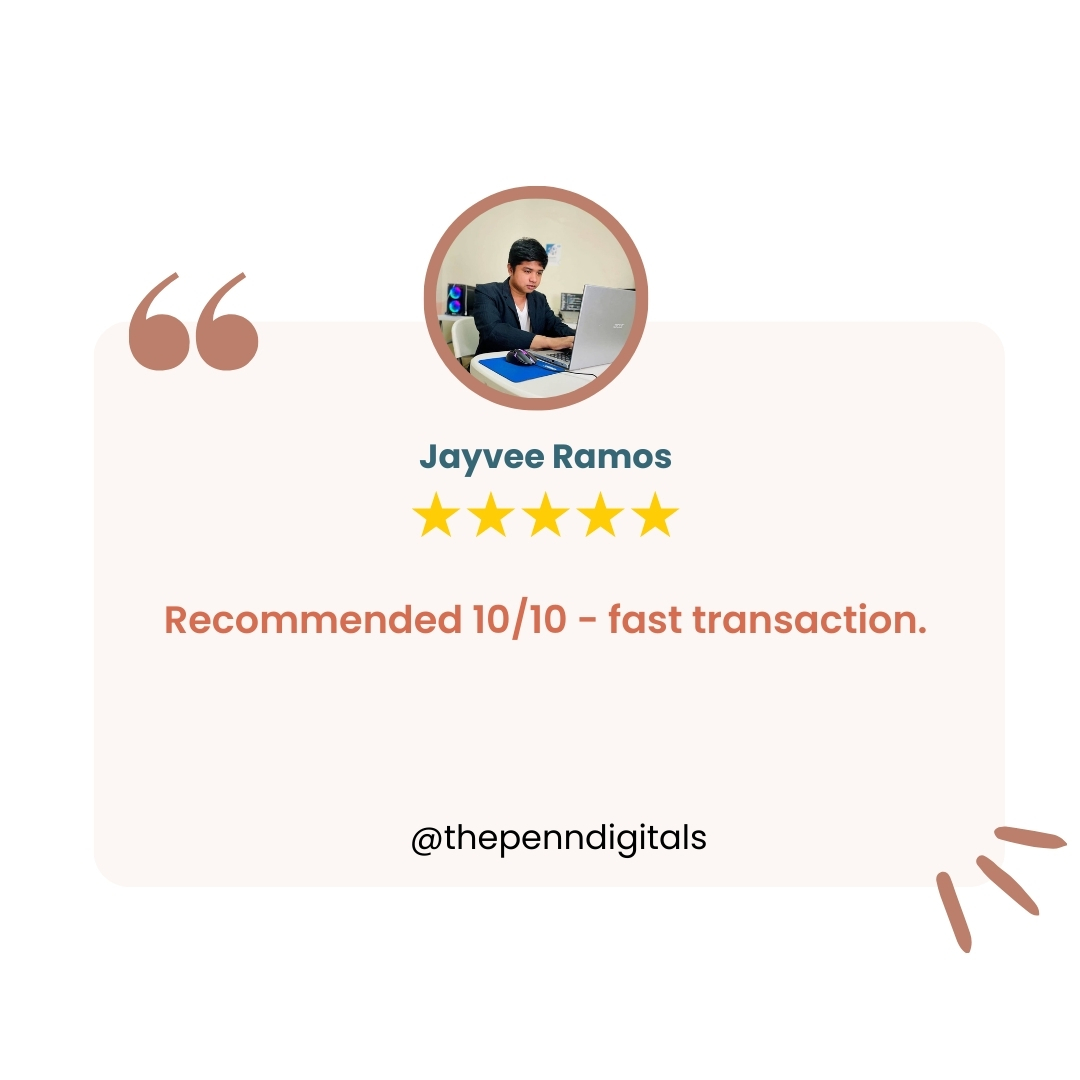 Jayvee Ramos
Recommended 10/10 - fast transaction.
@thepenndigitals